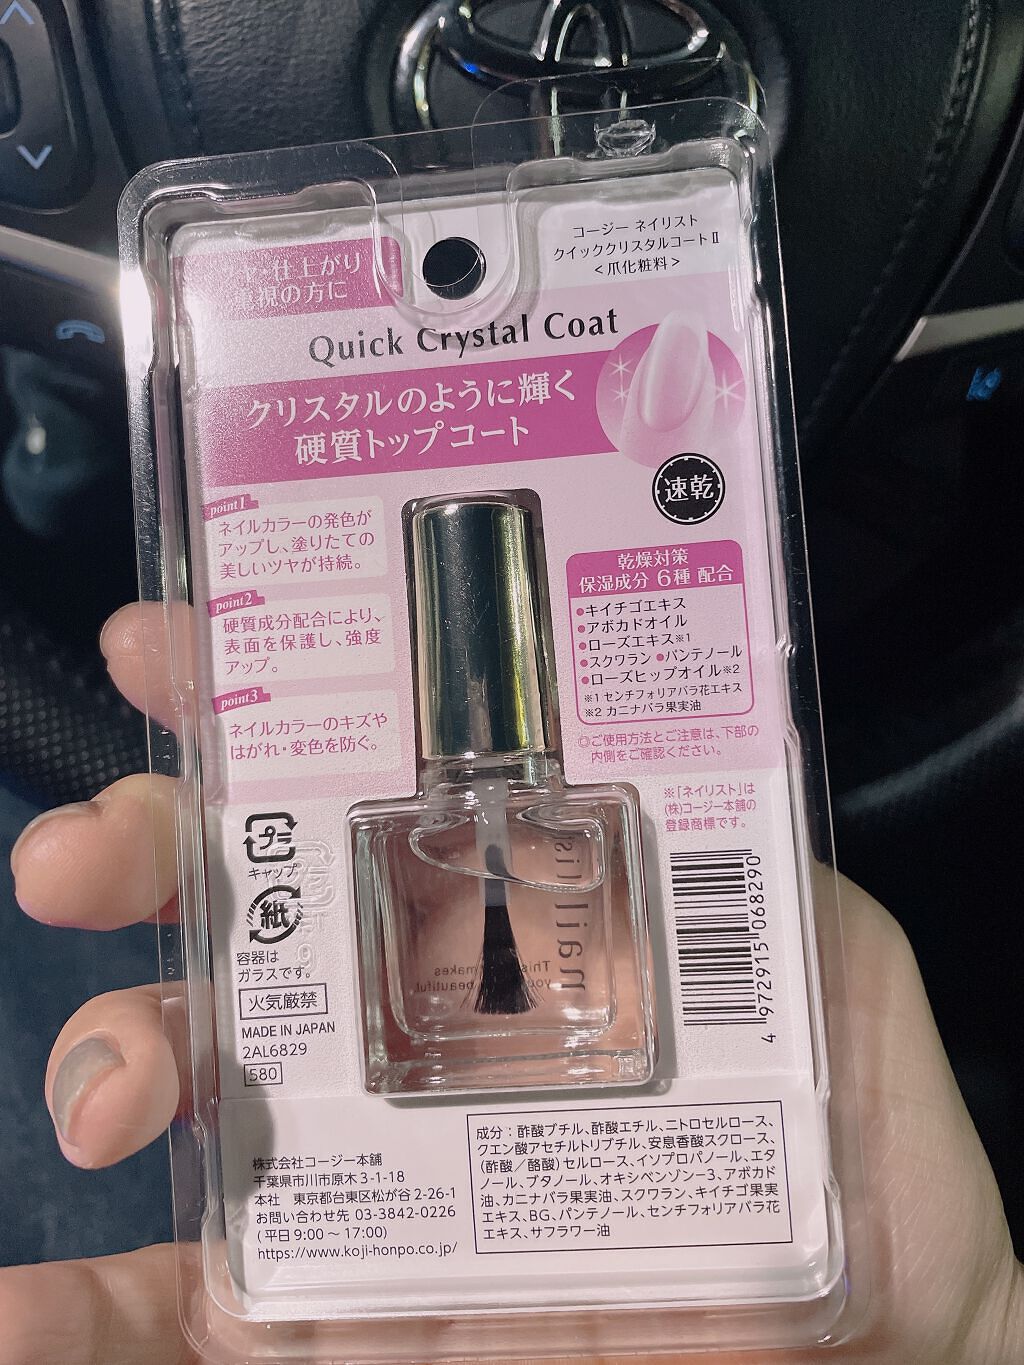 仕上がり
視の方に
コージー ネイリスト
クイッククリスタルコートⅡ
<爪化粧料>
Quick Crystal Coat
クリスタルのように輝く
硬質トップコート
速乾
point1
ネイルカラーの発色が
アップし、塗りたての
美しいツヤが持続。
point2
硬質成分配合により、
表面を保護し、強度
アップ。
point3
ネイルカラーのキズや
はがれ・変色を防ぐ。
乾燥対策
保湿成分 6種 配合
●キイチゴエキス
●アボカドオイル
●ローズエキス※1
●スクワラン ●パンテノール
●ローズヒップオイル※2
※1 センチフォリアバラ花エキス
※2 カニナバラ果実油
◎ご使用方法とご注意は、下部の
内側をご確認ください。
※「ネイリスト」は
(株)コージー本舗の
登録商標です。
プラ
キャップ
紙
容器は
ガラスです。
火気厳禁
MADE IN JAPAN
2AL6829
580
This makes
beautiful
4 972915 068290
株式会社コージー本舗
千葉県市川市原木 3-1-18
本社 東京都台東区松が谷 2-26-1
お問い合わせ先 03-3842-0226
(平日 9:00～17:00)
https://www.koji-honpo.co.jp/
成分：酢酸ブチル、酢酸エチル、ニトロセルロース、
クエン酸アセチルトリブチル、安息香酸スクロース、
(酢酸／酪酸)セルロース、イソプロパノール、エタ
ノール、ブタノール、オキシベンゾン-3、アボカド
油、カニナバラ果実油、スクワラン、キイチゴ果実
エキス、BG、パンテノール、センチフォリアバラ花
エキス、サフラワー油